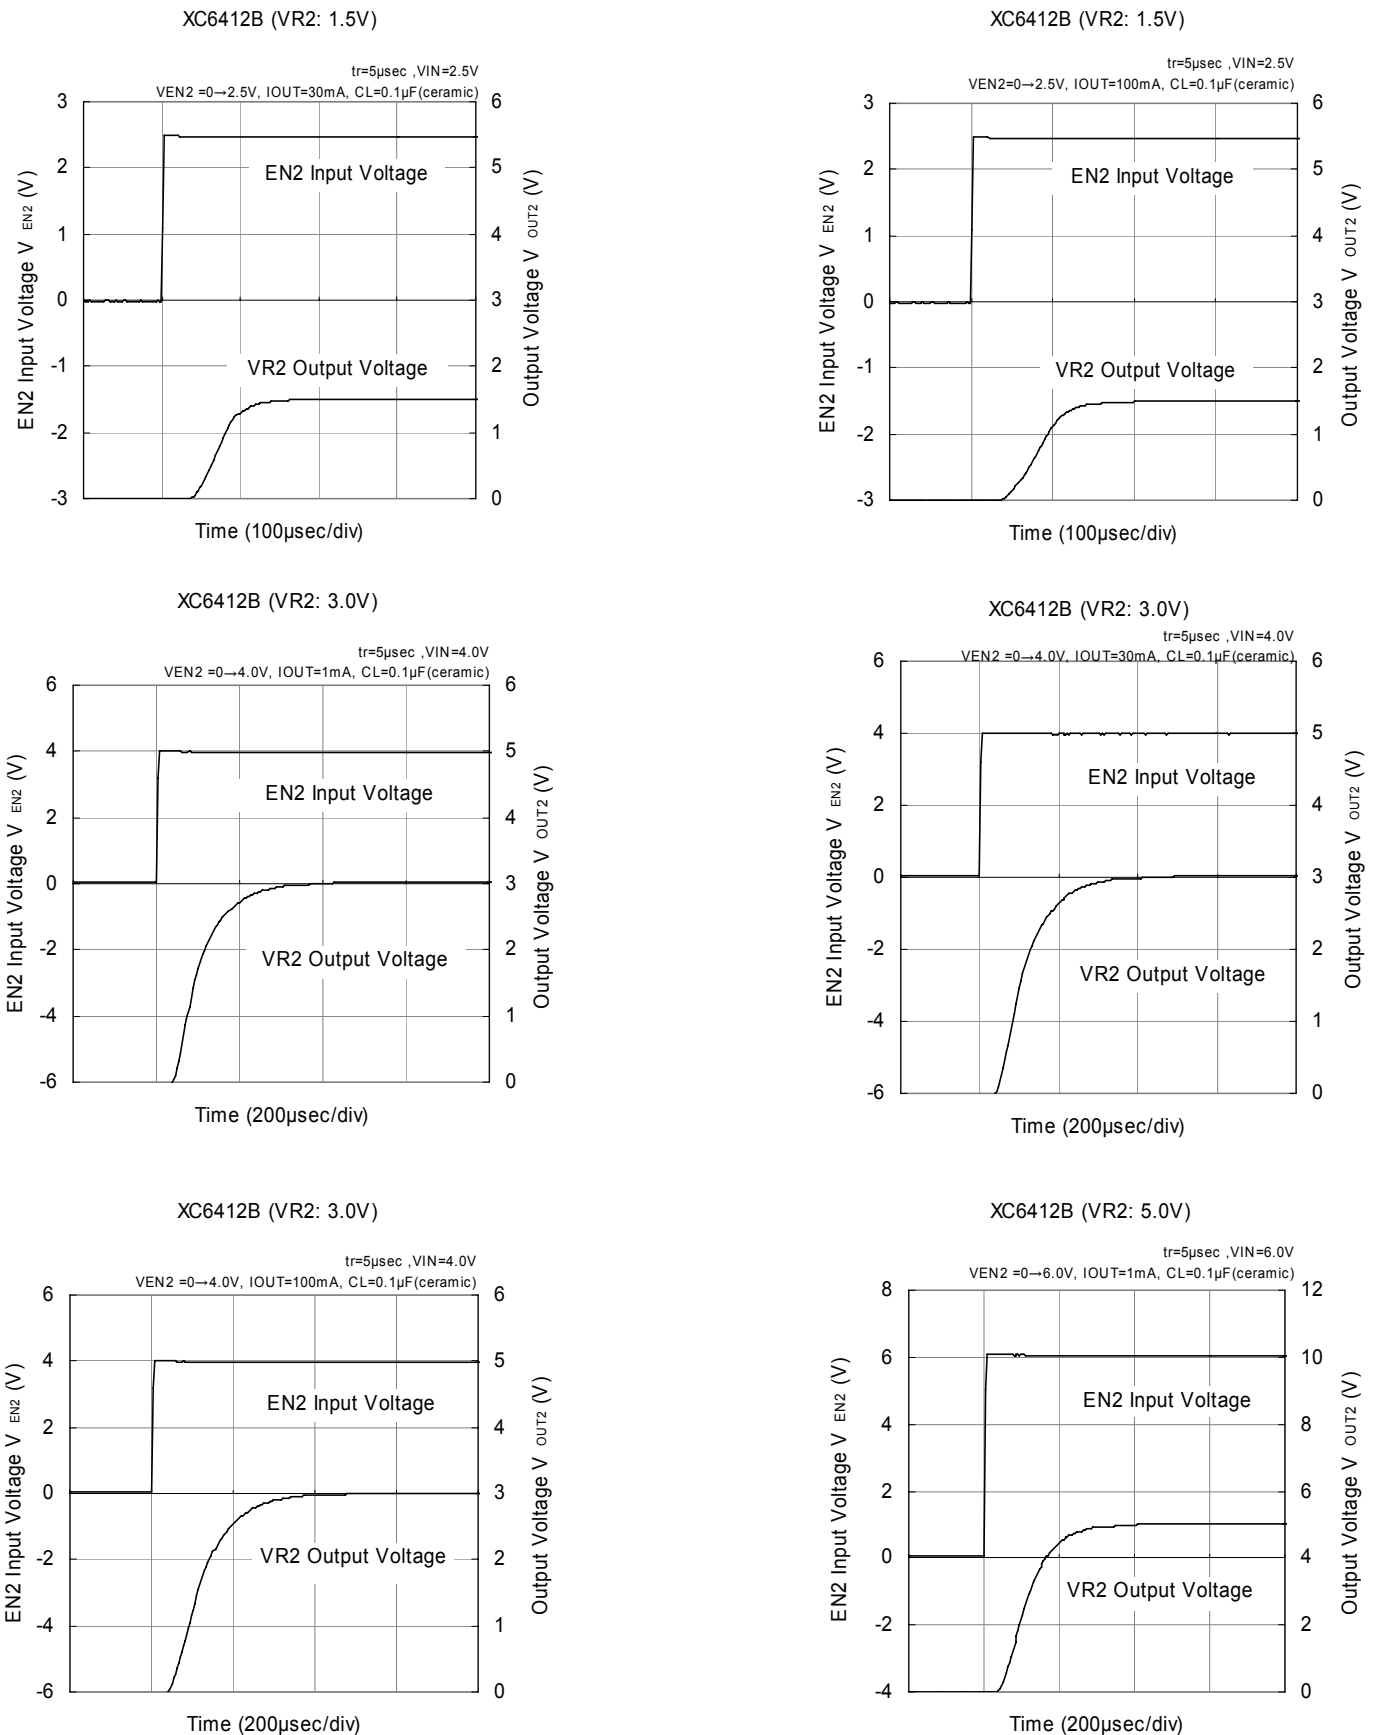 XC6412B (VR2: 1.5V)
tr=5μsec ,VIN=2.5V
VEN2 =0→2.5V, IOUT=30mA, CL=0.1μF(ceramic)
EN2 Input Voltage V EN2 (V)
3
2
1
0
-1
-2
-3
EN2 Input Voltage
VR2 Output Voltage
6
5
4
3
2
1
0
Output Voltage V OUT2 (V)
Time (100μsec/div)
XC6412B (VR2: 1.5V)
tr=5μsec ,VIN=2.5V
VEN2=0→2.5V, IOUT=100mA, CL=0.1μF(ceramic)
EN2 Input Voltage V EN2 (V)
3
2
1
0
-1
-2
-3
EN2 Input Voltage
VR2 Output Voltage
6
5
4
3
2
1
0
Output Voltage V OUT2 (V)
Time (100μsec/div)
XC6412B (VR2: 3.0V)
tr=5μsec ,VIN=4.0V
VEN2 =0→4.0V, IOUT=1mA, CL=0.1μF(ceramic)
EN2 Input Voltage V EN2 (V)
6
4
2
0
-2
-4
-6
EN2 Input Voltage
VR2 Output Voltage
6
5
4
3
2
1
0
Output Voltage V OUT2 (V)
Time (200μsec/div)
XC6412B (VR2: 3.0V)
tr=5μsec ,VIN=4.0V
VEN2 =0→4.0V, IOUT=30mA, CL=0.1μF(ceramic)
EN2 Input Voltage V EN2 (V)
6
4
2
0
-2
-4
-6
EN2 Input Voltage
VR2 Output Voltage
6
5
4
3
2
1
0
Output Voltage V OUT2 (V)
Time (200μsec/div)
XC6412B (VR2: 3.0V)
tr=5μsec ,VIN=4.0V
VEN2 =0→4.0V, IOUT=100mA, CL=0.1μF(ceramic)
EN2 Input Voltage V EN2 (V)
6
4
2
0
-2
-4
-6
EN2 Input Voltage
VR2 Output Voltage
6
5
4
3
2
1
0
Output Voltage V OUT2 (V)
Time (200μsec/div)
XC6412B (VR2: 5.0V)
tr=5μsec ,VIN=6.0V
VEN2 =0→6.0V, IOUT=1mA, CL=0.1μF(ceramic)
EN2 Input Voltage V EN2 (V)
8
6
4
2
0
-2
-4
EN2 Input Voltage
VR2 Output Voltage
12
10
8
6
4
2
0
Output Voltage V OUT2 (V)
Time (200μsec/div)